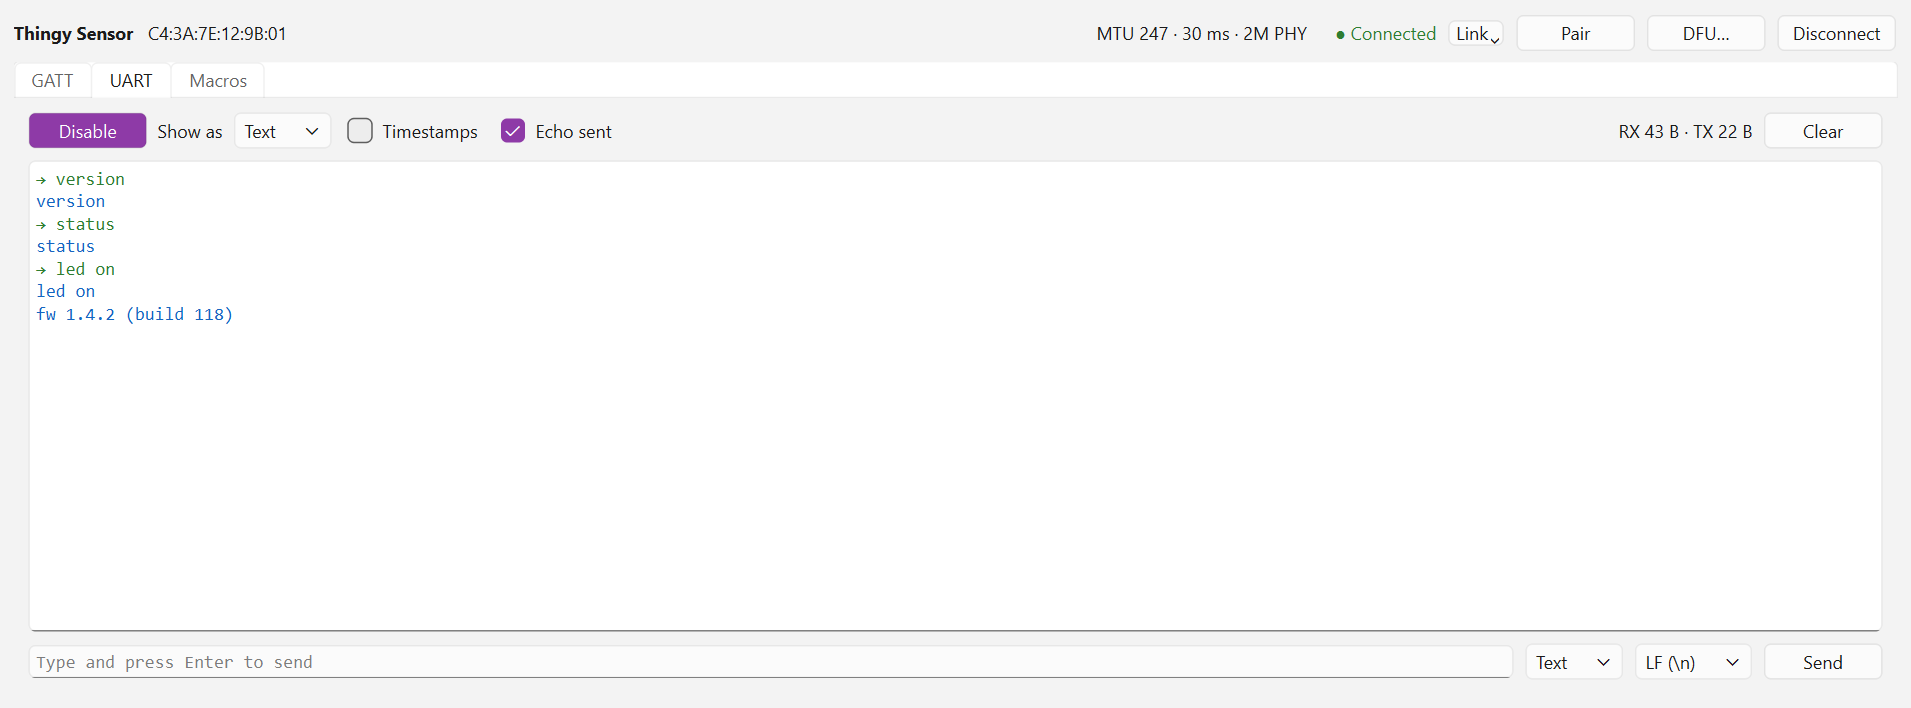 Thingy Sensor C4:3A:7E:12:9B:01 MTU 247 · 30 ms · 2M PHY ● Connected Link Pair DFU... Disconnect
GATT UART Macros
Disable Show as Text Timestamps Echo sent RX 43 B · TX 22 B Clear
→ version
version
→ status
status
→ led on
led on
fw 1.4.2 (build 118)
Type and press Enter to send Text LF (\n) Send